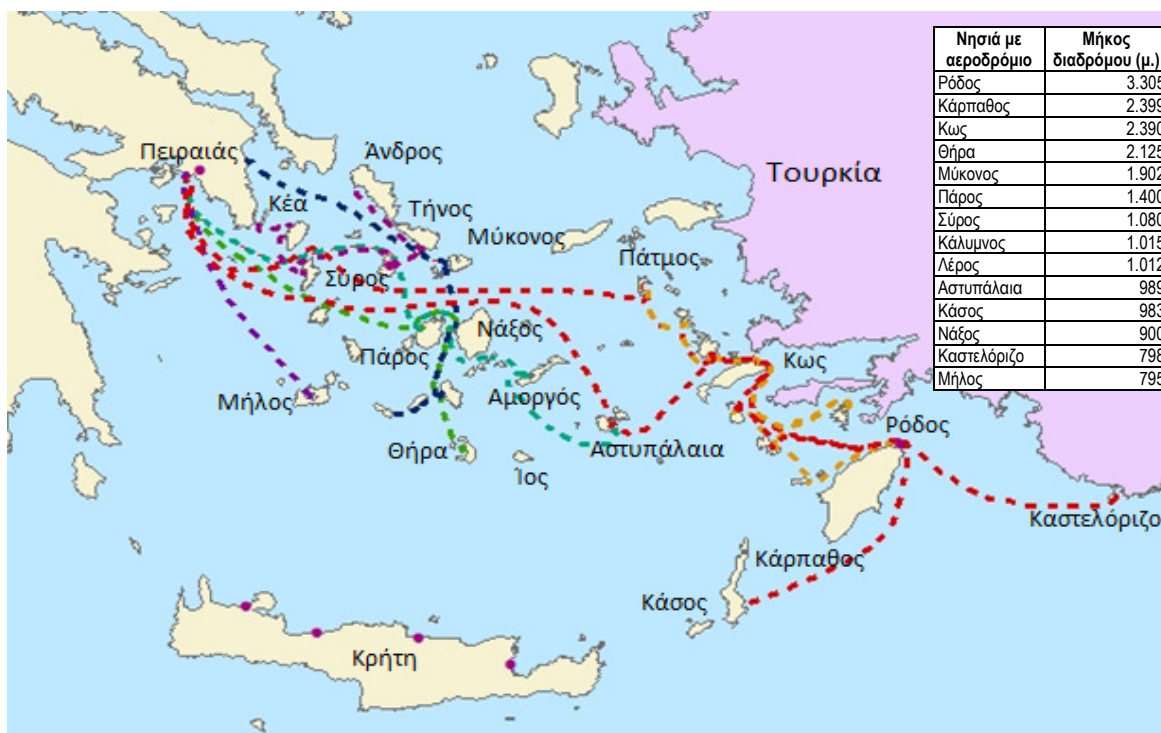 Νησιά με αεροδρόμιο Μήκος διαδρόμου (μ.)
Ρόδος 3.305
Κάρπαθος 2.399
Κως 2.390
Θήρα 2.125
Μύκονος 1.902
Πάρος 1.400
Σύρος 1.080
Κάλυμνος 1.015
Λέρος 1.012
Αστυπάλαια 989
Κάσος 983
Νάξος 900
Καστελόριζο 798
Μήλος 795
Πειραιάς
Άνδρος
Τουρκία
Κέα
Τήνος
Μύκονος
Πάτμος
Σύρος
Νάξος
Πάρος
Κως
Μήλος
Αμοργός
Ρόδος
Θήρα
Αστυπάλαια
Ίος
Καστελόριζο
Κάρπαθος
Κάσος
Κρήτη